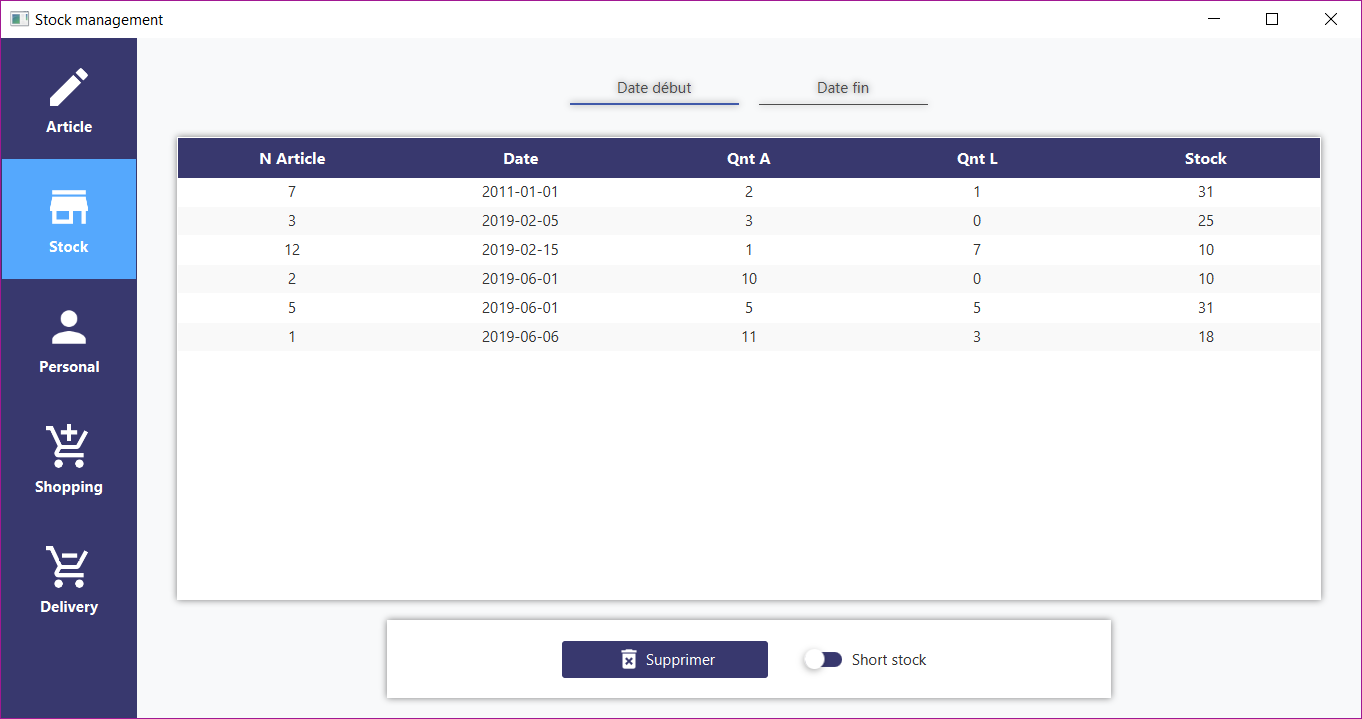 Stock management
Article
Stock
Personal
Shopping
Delivery
Date début Date fin
N Article Date Qnt A Qnt L Stock
7 2011-01-01 2 1 31
3 2019-02-05 3 0 25
12 2019-02-15 1 7 10
2 2019-06-01 10 0 10
5 2019-06-01 5 5 31
1 2019-06-06 11 3 18
Supprimer Short stock